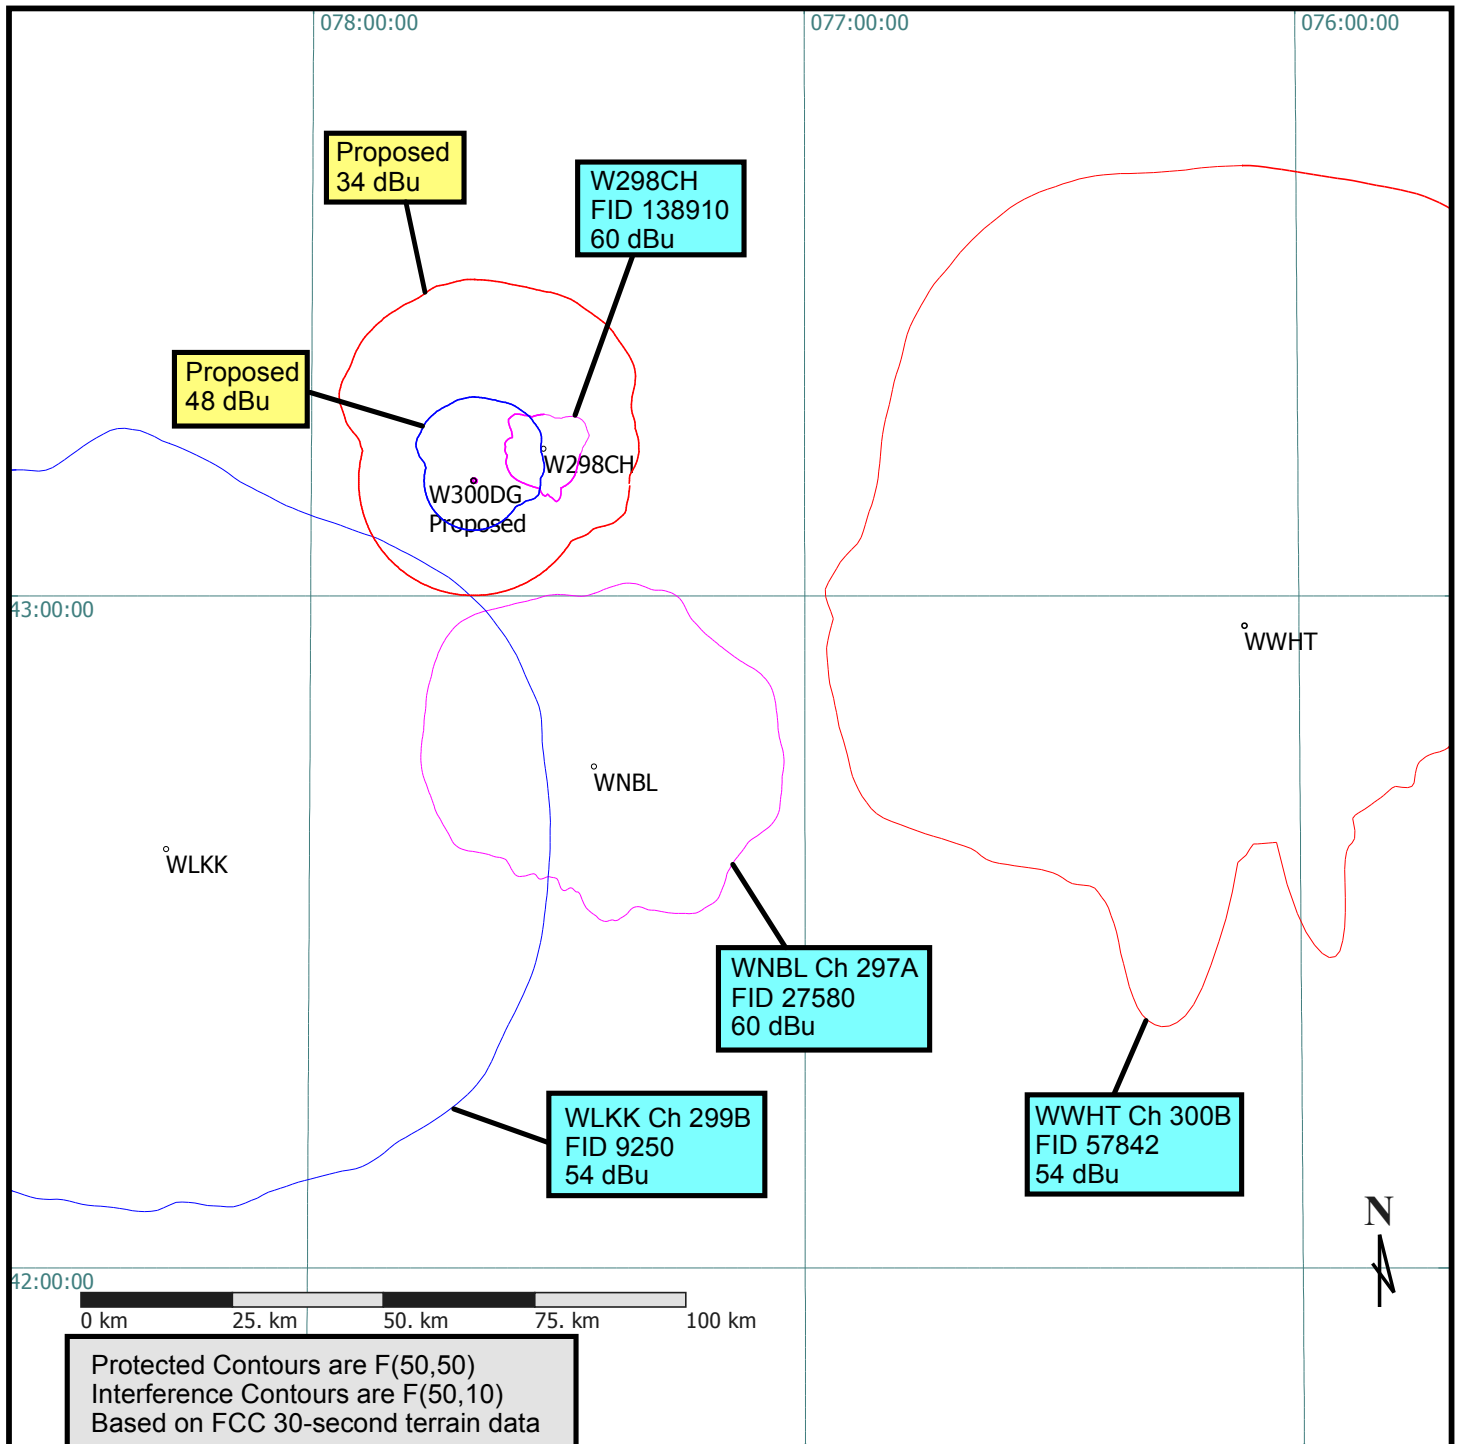 078:00:00
077:00:00
076:00:00
Proposed
34 dBu
W298CH
FID 138910
60 dBu
Proposed
48 dBu
W298CH
W300DG
Proposed
43:00:00
WWHT
WNBL
WLKK
WNBL Ch 297A
FID 27580
60 dBu
WLKK Ch 299B
FID 9250
54 dBu
WWHT Ch 300B
FID 57842
54 dBu
N
42:00:00
0 km 25. km 50. km 75. km 100 km
Protected Contours are F(50,50)
Interference Contours are F(50,10)
Based on FCC 30-second terrain data